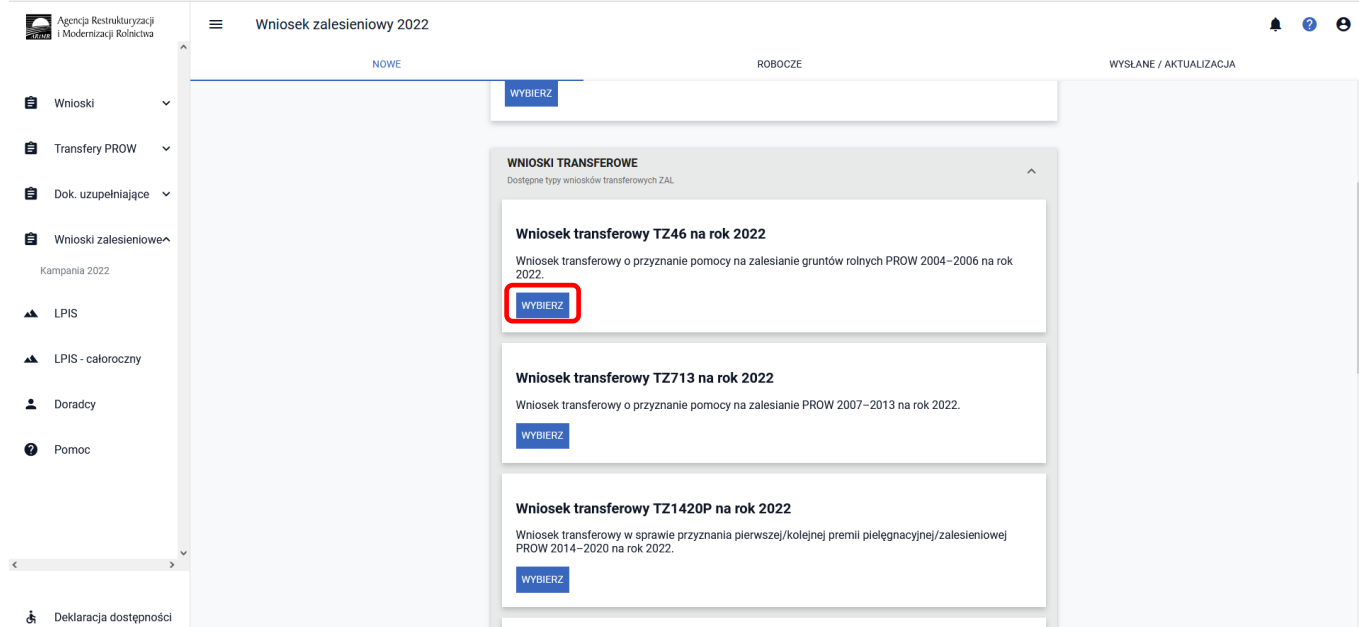 Agencja Restrukturyzacji
i Modernizacji Rolnictwa
ARiMR
Wniosek zalesieniowy 2022
NOWE
ROBOCZE
WYSŁANE / AKTUALIZACJA
Wnioski
Transfery PROW
Dok. uzupełniające
Wnioski zalesieniowe
Kampania 2022
LPIS
LPIS - całoroczny
Doradcy
Pomoc
Deklaracja dostępności
WYBIERZ
WNIOSKI TRANSFEROWE
Dostępne typy wniosków transferowych ZAL
Wniosek transferowy TZ46 na rok 2022
Wniosek transferowy o przyznanie pomocy na zalesianie gruntów rolnych PROW 2004–2006 na rok
2022.
WYBIERZ
Wniosek transferowy TZ713 na rok 2022
Wniosek transferowy o przyznanie pomocy na zalesianie PROW 2007–2013 na rok 2022.
WYBIERZ
Wniosek transferowy TZ1420P na rok 2022
Wniosek transferowy w sprawie przyznania pierwszej/kolejnej premii pielęgnacyjnej/zalesieniowej
PROW 2014–2020 na rok 2022.
WYBIERZ